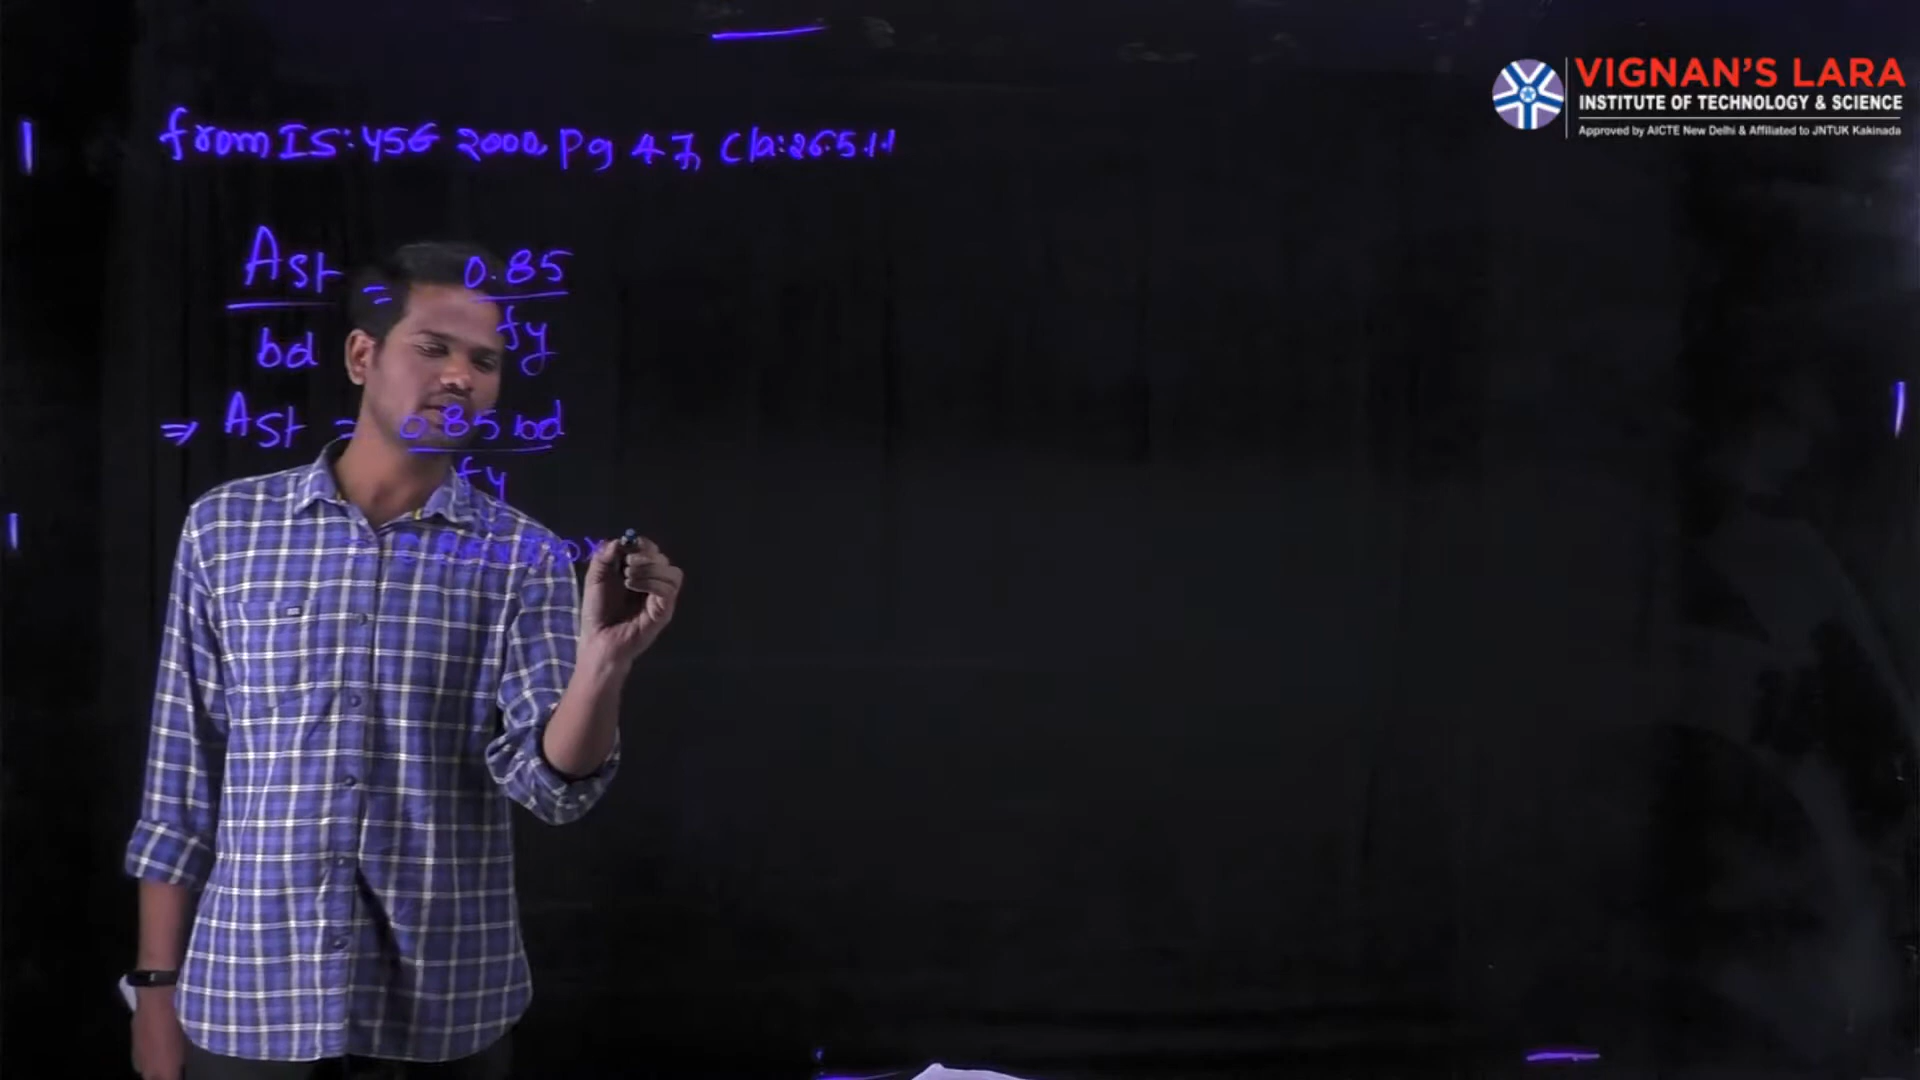 VIGNAN'S LARA
INSTITUTE OF TECHNOLOGY & SCIENCE
Approved by AICTE New Delhi & Affiliated to JNTUK Kakinada
from IS:456 2000, Pg 47, Cla:26.5.1.1
Ast / bd = 0.85 / fy
⇒ Ast = 0.85 bd / fy